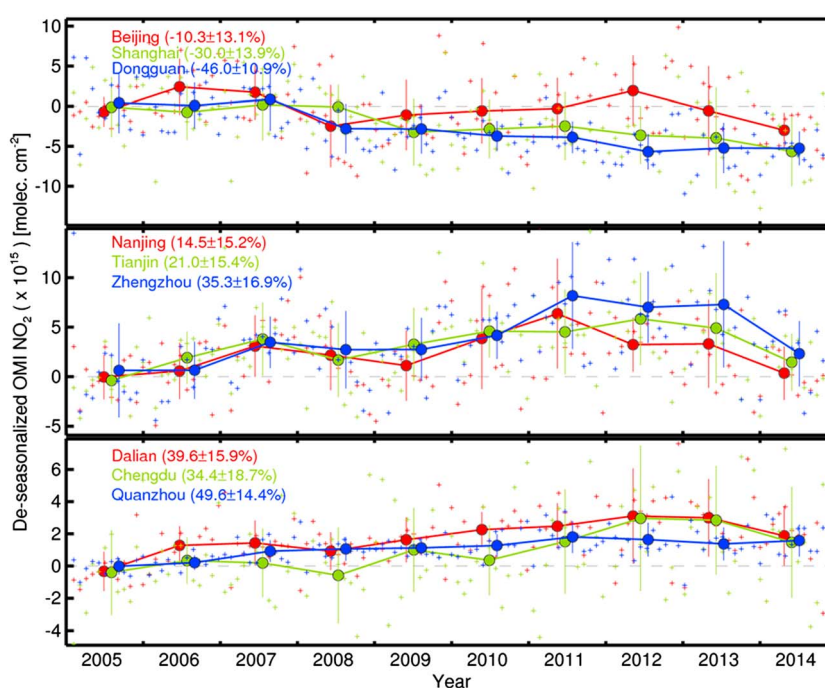 De-seasonalized OMI NO₂ ( x 10¹⁵ ) [molec. cm⁻²]
10
5
0
-5
-10
Beijing (-10.3±13.1%)
Shanghai (-30.0±13.9%)
Dongguan (-46.0±10.9%)
10
5
0
-5
Nanjing (14.5±15.2%)
Tianjin (21.0±15.4%)
Zhengzhou (35.3±16.9%)
6
4
2
0
-2
-4
Dalian (39.6±15.9%)
Chengdu (34.4±18.7%)
Quanzhou (49.6±14.4%)
2005 2006 2007 2008 2009 2010 2011 2012 2013 2014
Year